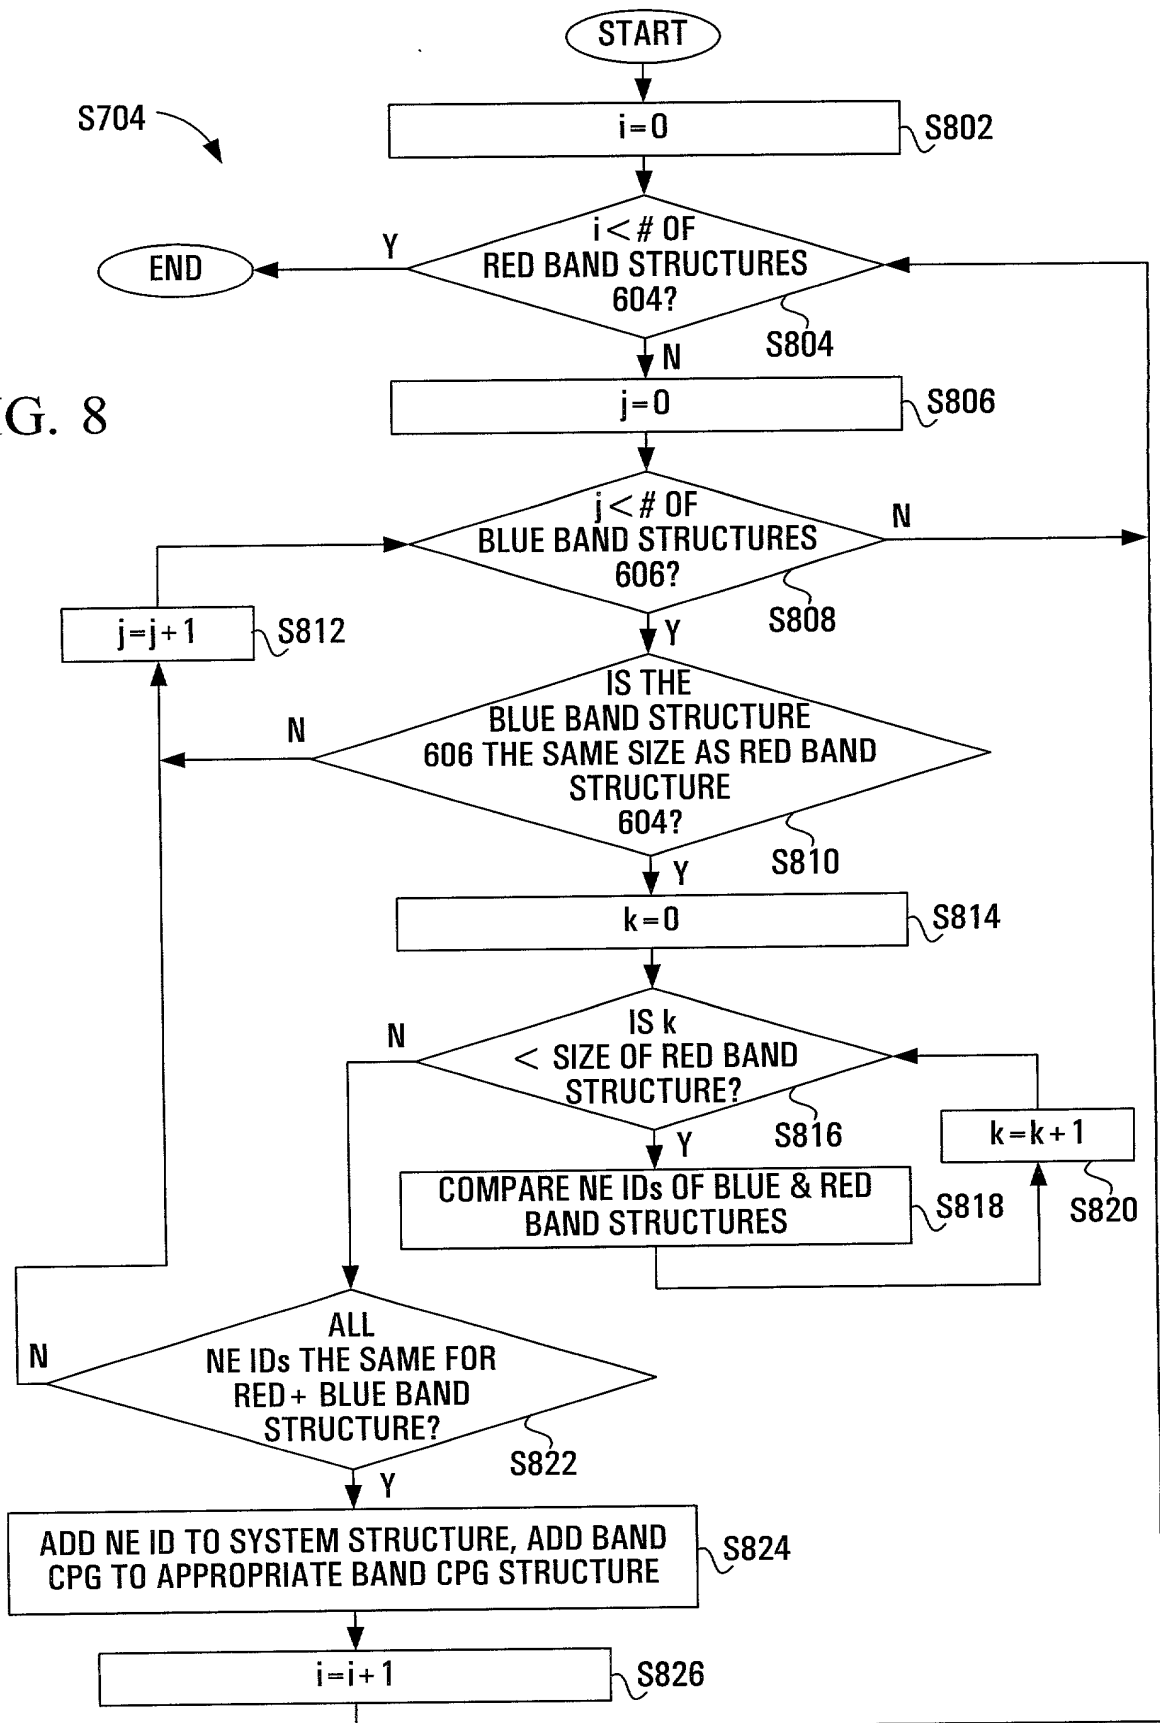 START
S704
i=0
S802
i < # OF
RED BAND STRUCTURES
604?
Y
END
S804
N
j=0
S806
G. 8
j < # OF
BLUE BAND STRUCTURES
606?
N
S808
j=j+1
S812
Y
IS THE
BLUE BAND STRUCTURE
606 THE SAME SIZE AS RED BAND
STRUCTURE
604?
N
S810
Y
k=0
S814
IS k
< SIZE OF RED BAND
STRUCTURE?
N
S816
Y
k=k+1
S820
COMPARE NE IDs OF BLUE & RED
BAND STRUCTURES
S818
ALL
NE IDs THE SAME FOR
RED+ BLUE BAND
STRUCTURE?
N
S822
Y
ADD NE ID TO SYSTEM STRUCTURE, ADD BAND
CPG TO APPROPRIATE BAND CPG STRUCTURE
S824
i=i+1
S826